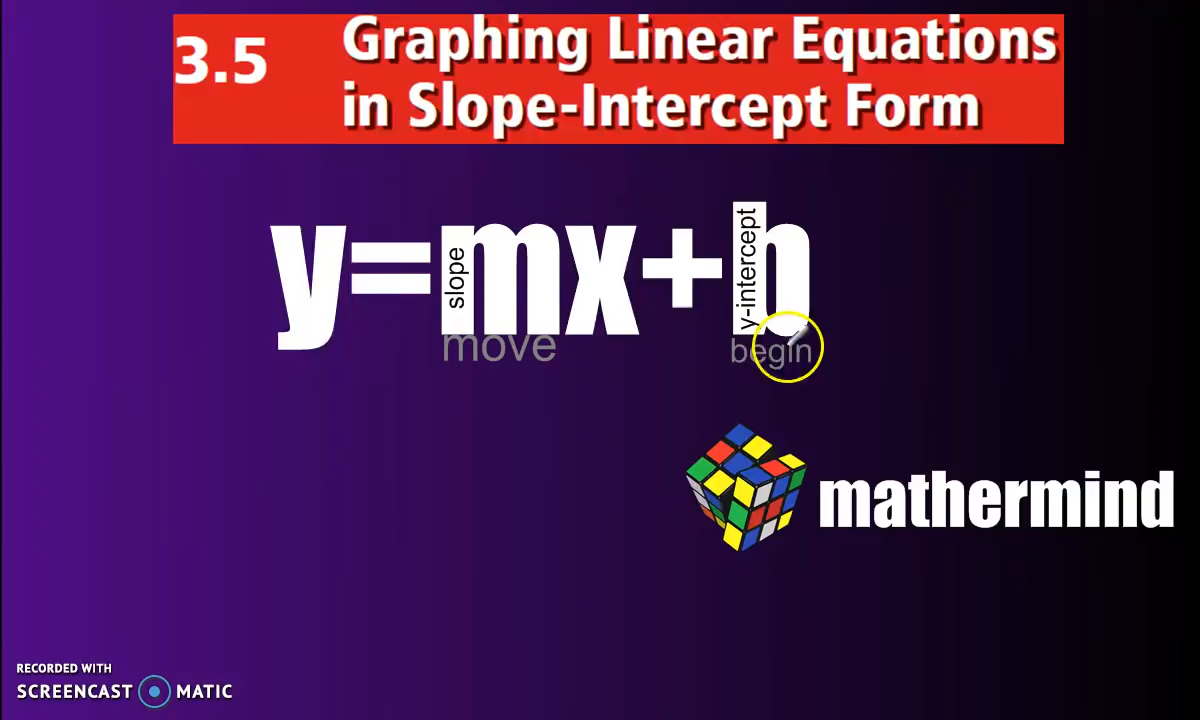 3.5
Graphing Linear Equations
in Slope-Intercept Form
y=mx+b
slope
y-intercept
move
begin
mathermind
RECORDED WITH
SCREENCAST MATIC